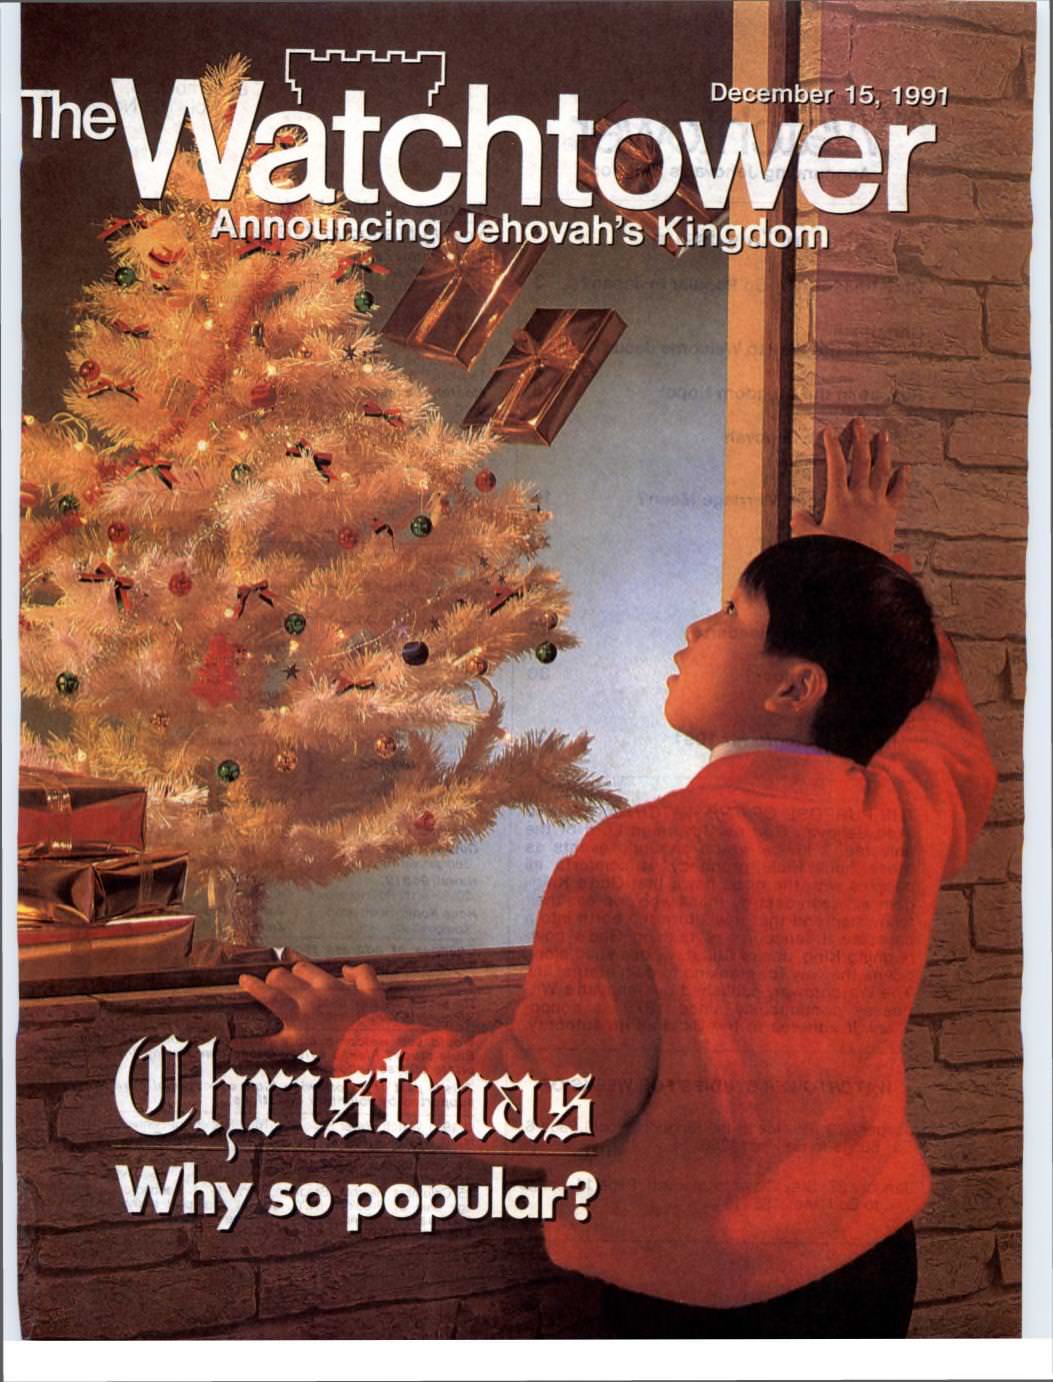 December 15, 1991
The Watchtower
Announcing Jehovah's Kingdom
Christmas
Why so popular?